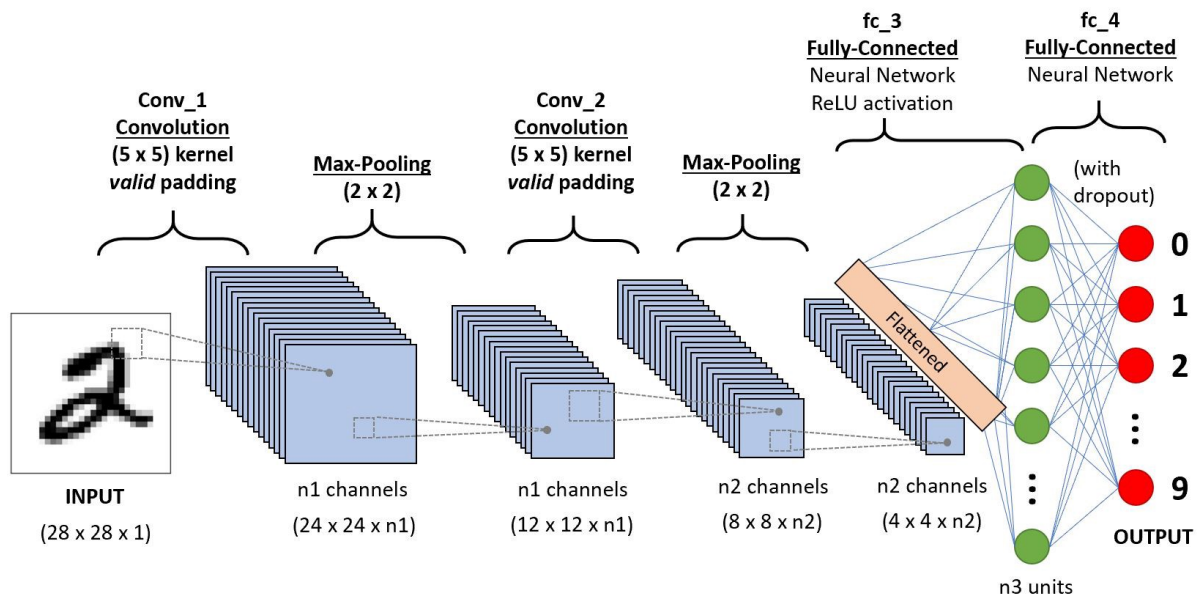 fc_3
Fully-Connected
Neural Network
ReLU activation
fc_4
Fully-Connected
Neural Network
Conv_1
Convolution
(5 x 5) kernel
valid padding
Max-Pooling
(2 x 2)
Conv_2
Convolution
(5 x 5) kernel
valid padding
Max-Pooling
(2 x 2)
(with
dropout)
Flattened
0
1
2
...
9
OUTPUT
...
INPUT
(28 x 28 x 1)
n1 channels
(24 x 24 x n1)
n1 channels
(12 x 12 x n1)
n2 channels
(8 x 8 x n2)
n2 channels
(4 x 4 x n2)
n3 units